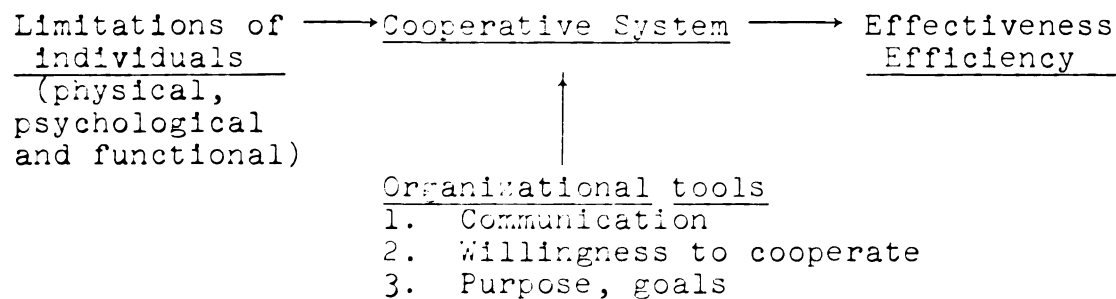 Limitations of
individuals
(physical,
psychological
and functional)
Cooperative System
Effectiveness
Efficiency
Organizational tools
1. Communication
2. Willingness to cooperate
3. Purpose, goals